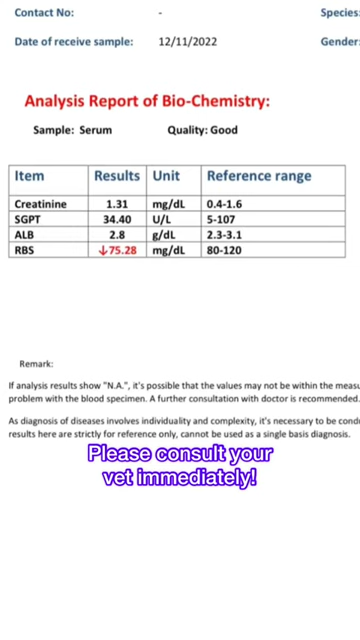 Contact No: - Species:
Date of receive sample: 12/11/2022 Gender:
Analysis Report of Bio-Chemistry:
Sample: Serum Quality: Good
Item Results Unit Reference range
Creatinine 1.31 mg/dL 0.4-1.6
SGPT 34.40 U/L 5-107
ALB 2.8 g/dL 2.3-3.1
RBS ↓75.28 mg/dL 80-120
Remark:
If analysis results show "N.A.", it's possible that the values may not be within the
problem with the blood specimen. A further consultation with doctor is recommended.
As diagnosis of diseases involves individuality and complexity, it's necessary to be
results here are strictly for reference only, cannot be used as a single basis diagnosis.
Please consult your
vet immediately!